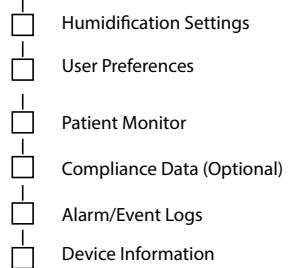 Humidification Settings
User Preferences
Patient Monitor
Compliance Data (Optional)
Alarm/Event Logs
Device Information